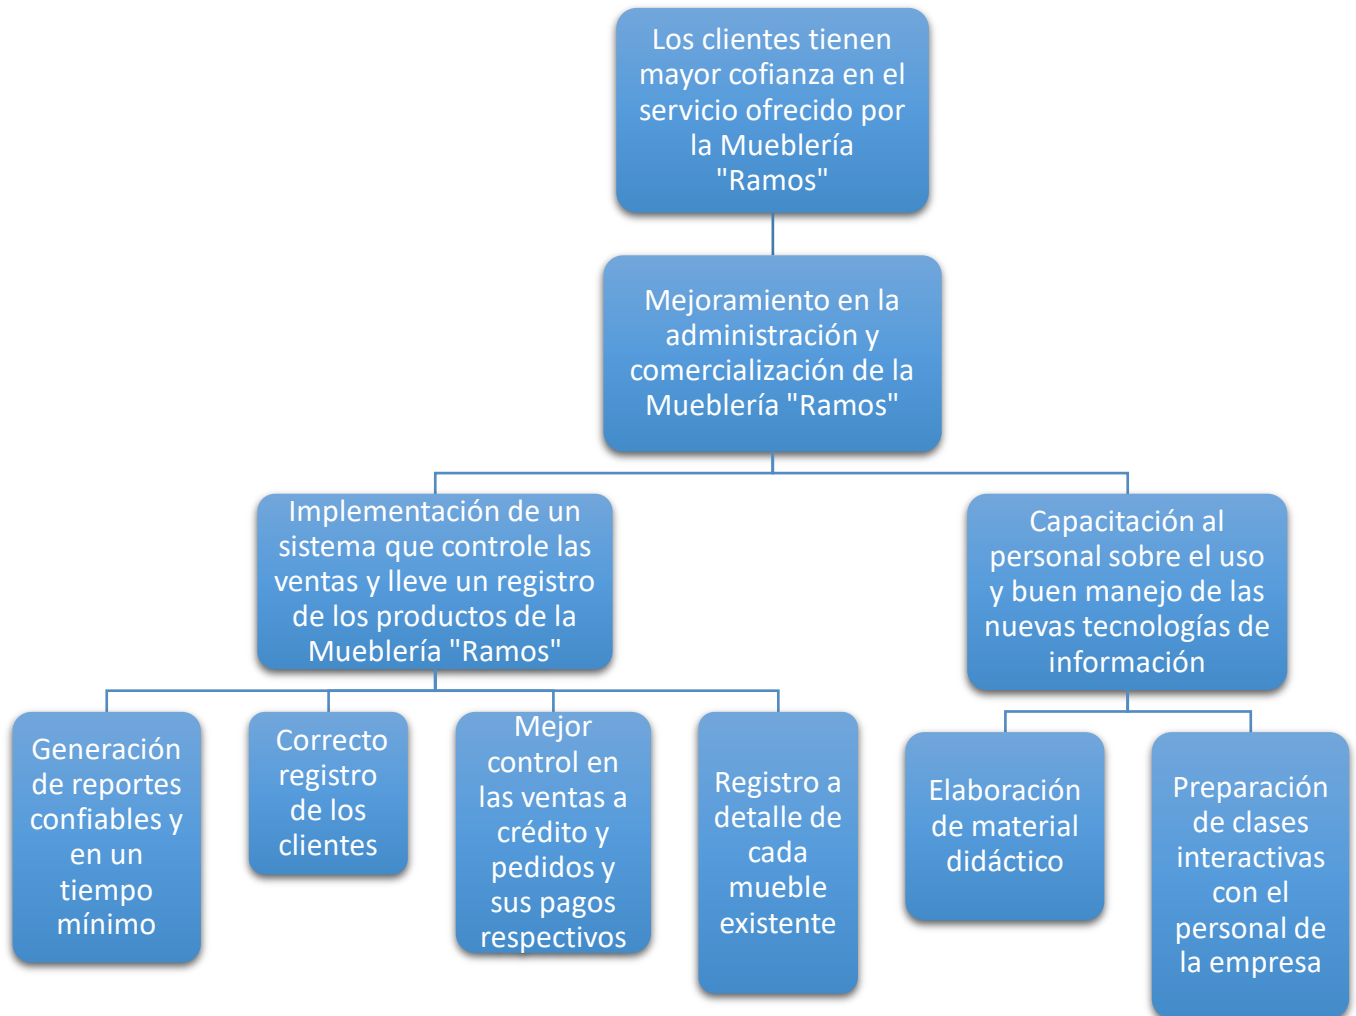 Los clientes tienen
mayor cofianza en el
servicio ofrecido por
la Mueblería
"Ramos"
Mejoramiento en la
administración y
comercialización de la
Mueblería "Ramos"
Implementación de un
sistema que controle las
ventas y lleve un registro
de los productos de la
Mueblería "Ramos"
Capacitación al
personal sobre el uso
y buen manejo de las
nuevas tecnologías de
información
Generación
de reportes
confiables y
en un
tiempo
mínimo
Correcto
registro
de los
clientes
Mejor
control en
las ventas a
crédito y
pedidos y
sus pagos
respectivos
Registro a
detalle de
cada
mueble
existente
Elaboración
de material
didáctico
Preparación
de clases
interactivas
con el
personal de
la empresa